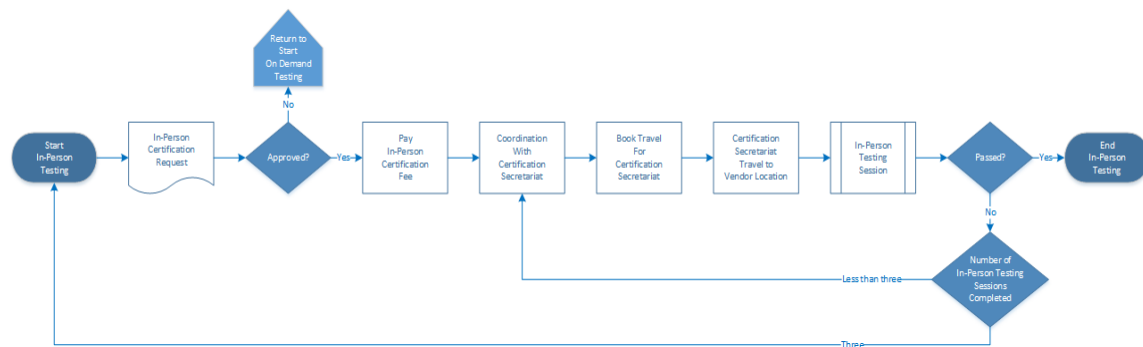 Return to
Start
On Demand
Testing
No
Start
In-Person
Testing
In-Person
Certification
Request
Approved?
Yes
Pay
In-Person
Certification
Fee
Coordination
With
Certification
Secretariat
Book Travel
For
Certification
Secretariat
Certification
Secretariat
Travel to
Vendor Location
In-Person
Testing
Session
Passed?
Yes
End
In-Person
Testing
No
Number of
In-Person Testing
Sessions
Completed
Less than three
Three